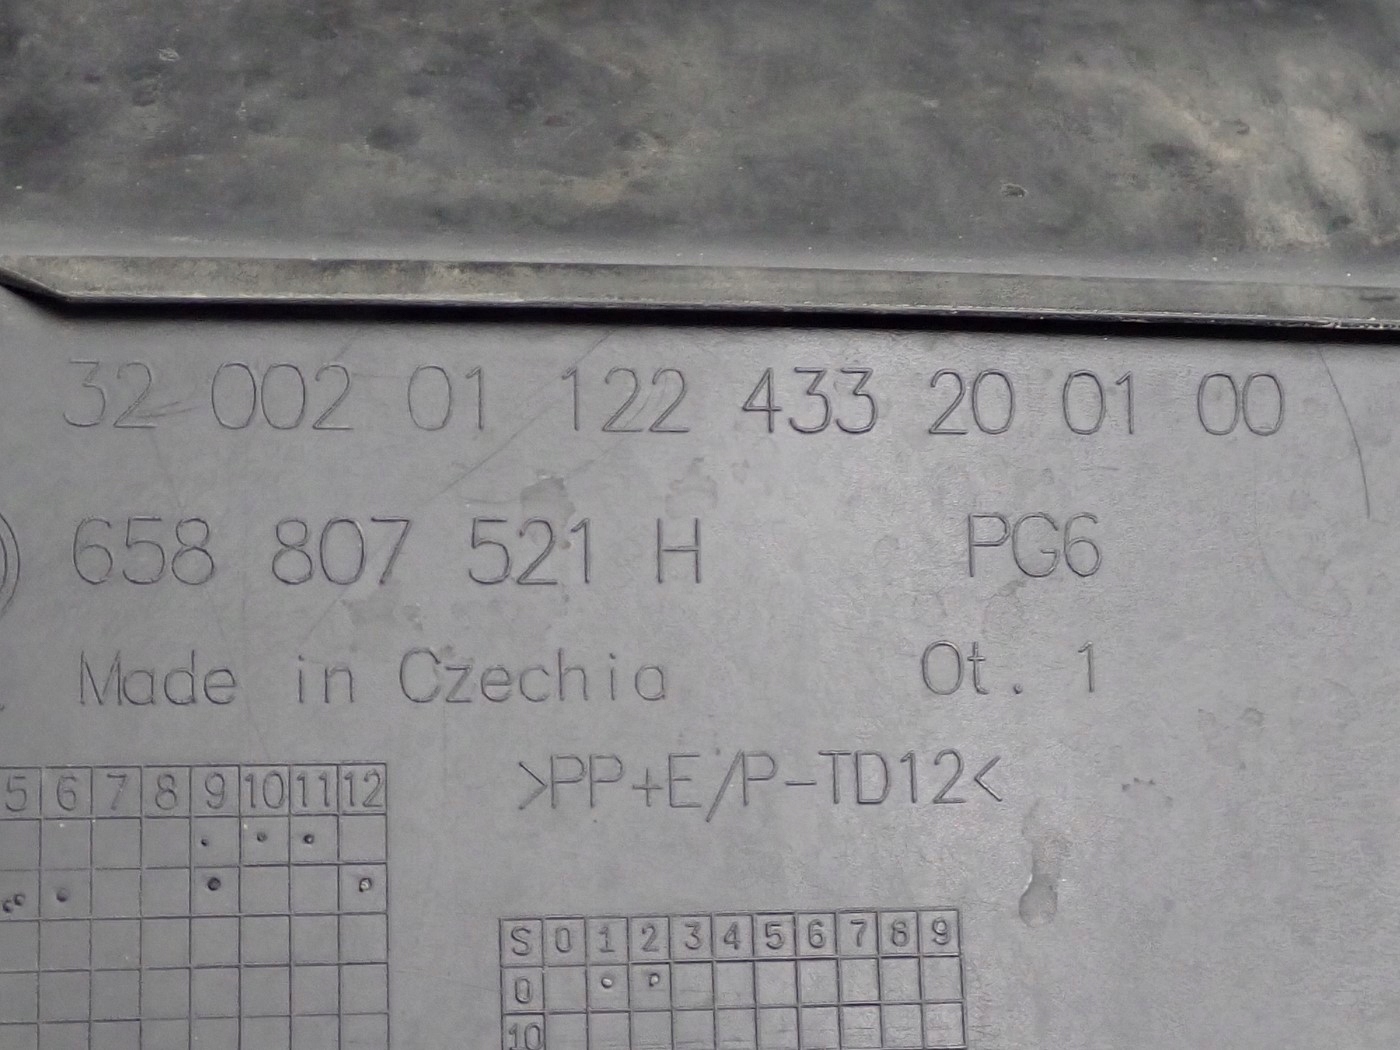 32 002 01 122 433 20 01 00
658 807 521 H PG6
Made in Czechia Ot. 1
>PP+E/P-TD12<
5 6 7 8 9 10 11 12
S 0 1 2 3 4 5 6 7 8 9
0
10